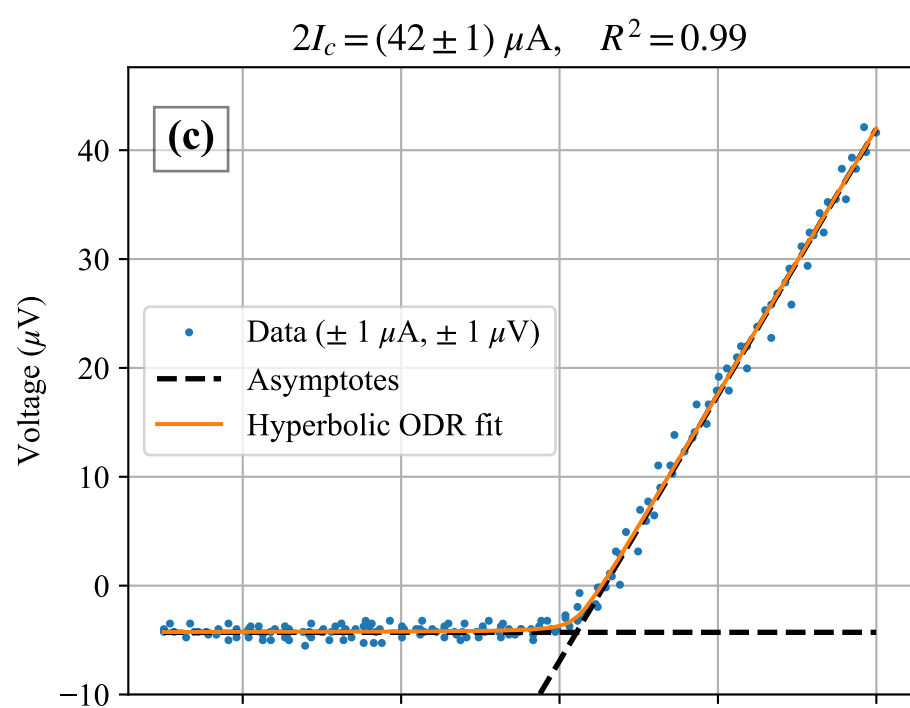 2I_c = (42 ± 1) μA,   R² = 0.99
(c)
40
30
20
10
0
−10
Voltage (μV)
Data (± 1 μA, ± 1 μV)
Asymptotes
Hyperbolic ODR fit